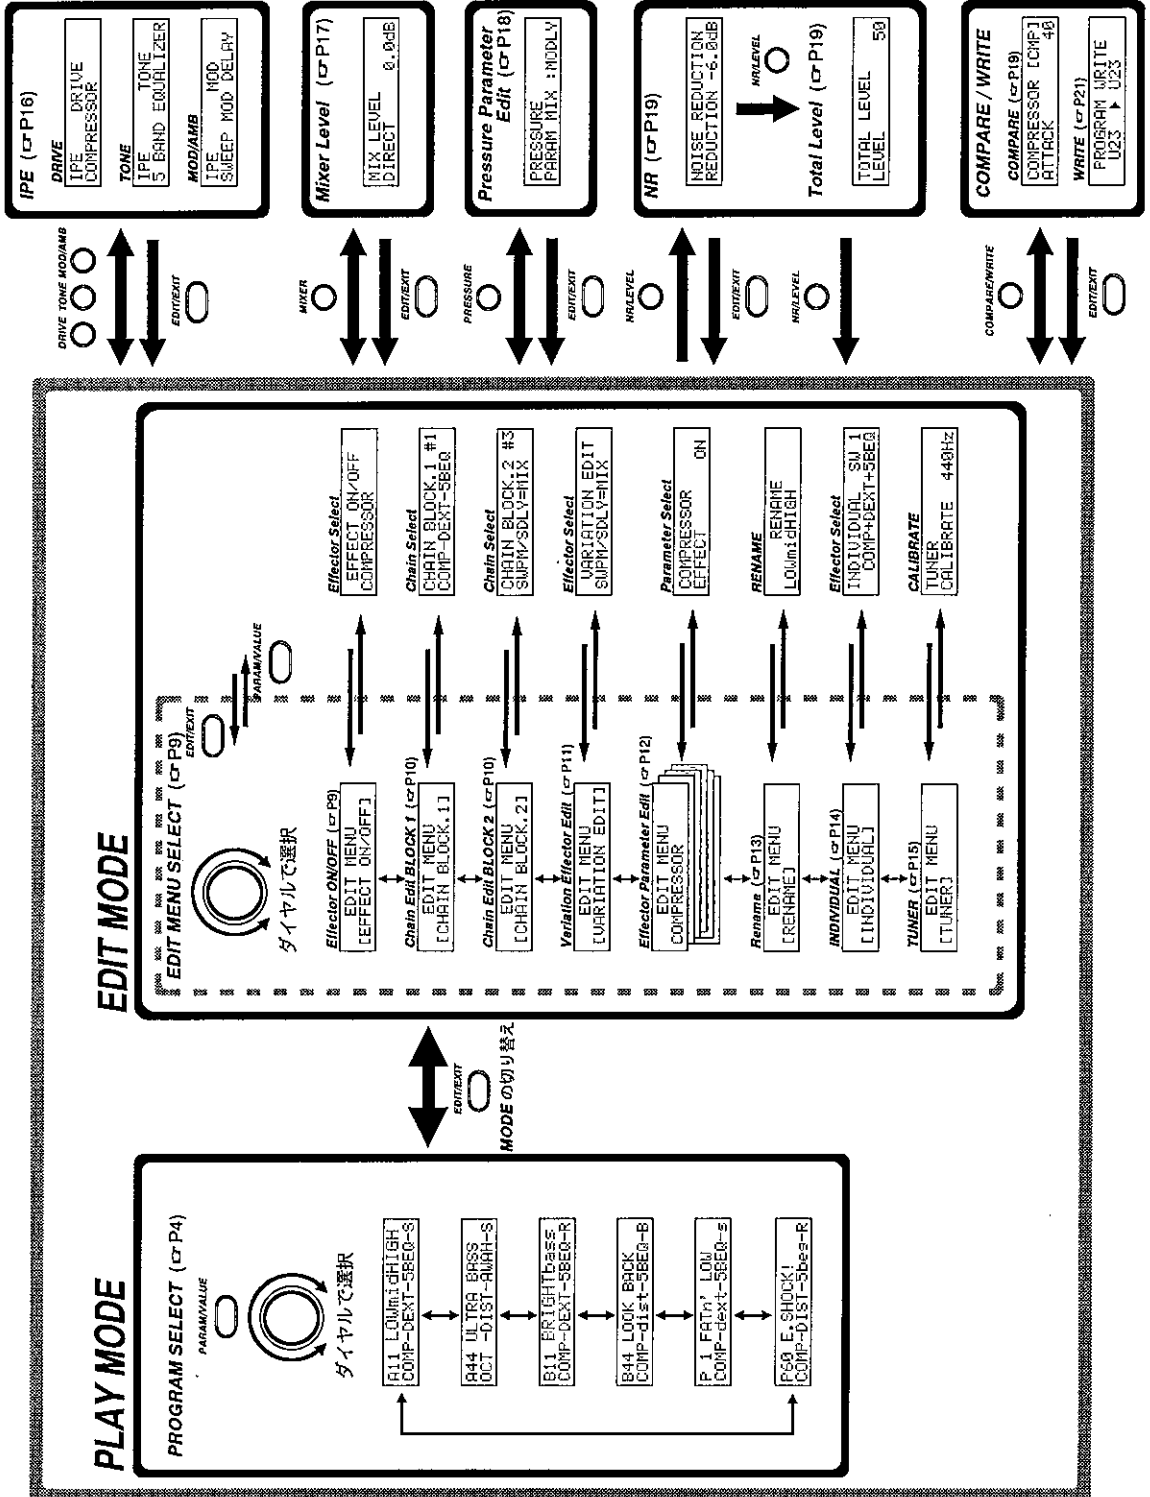 PLAY MODE
PROGRAM SELECT (☞P4)
PARAM/VALUE
ダイヤルで選択
A11 LOWmidHIGH
COMP-DEXT-5BEQ-S
A44 ULTRA BASS
OCT -DIST-AWAH-S
B11 BRIGHTbass
COMP-DEXT-5BEQ-R
B44 LOOK BACK
COMP-dist-5BEQ-B
P 1 FATn' LOW
COMP-dext-5BEQ-s
P60 E.SHOCK!
COMP-DIST-5beq-R
EDIT/EXIT
MODE の切り替え
EDIT MODE
EDIT MENU SELECT (☞P9)
EDIT/EXIT
PARAM/VALUE
ダイヤルで選択
Effector ON/OFF (☞P9)
EDIT MENU
[EFFECT ON/OFF]
Effector Select
EFFECT ON/OFF
COMPRESSOR
Chain Edit BLOCK 1 (☞P10)
EDIT MENU
[CHAIN BLOCK.1]
Chain Select
CHAIN BLOCK.1 #1
COMP-DEXT-5BEQ
Chain Edit BLOCK 2 (☞P10)
EDIT MENU
[CHAIN BLOCK.2]
Chain Select
CHAIN BLOCK.2 #3
SWPM/SDLY=MIX
Variation Effector Edit (☞P11)
EDIT MENU
[VARIATION EDIT]
Effector Select
VARIATION EDIT
SWPM/SDLY=MIX
Effector Parameter Edit (☞P12)
EDIT MENU
COMPRESSOR
Parameter Select
COMPRESSOR
EFFECT ON
Rename (☞P13)
EDIT MENU
[RENAME]
RENAME
RENAME
LOWmidHIGH
INDIVIDUAL (☞P14)
EDIT MENU
[INDIVIDUAL]
Effector Select
INDIVIDUAL SW 1
COMP+DEXT+5BEQ
TUNER (☞P15)
EDIT MENU
[TUNER]
CALIBRATE
TUNER
CALIBRATE 440Hz
DRIVE TONE MOD/AMB
EDIT/EXIT
IPE (☞P16)
DRIVE
IPE DRIVE
COMPRESSOR
TONE
IPE TONE
5 BAND EQUALIZER
MOD/AMB
IPE MOD
SWEEP MOD DELAY
MIXER
EDIT/EXIT
Mixer Level (☞P17)
MIX LEVEL
DIRECT 0.0dB
PRESSURE
EDIT/EXIT
Pressure Parameter
Edit (☞P18)
PRESSURE
PARAM MIX :MODLY
NR/LEVEL
EDIT/EXIT
NR (☞P19)
NOISE REDUCTION
REDUCTION -6.0dB
NR/LEVEL
NR/LEVEL
Total Level (☞P19)
TOTAL LEVEL
LEVEL 50
COMPARE/WRITE
EDIT/EXIT
COMPARE / WRITE
COMPARE (☞P19)
COMPRESSOR [CMP]
ATTACK 40
WRITE (☞P21)
PROGRAM WRITE
U23 ▶ U23